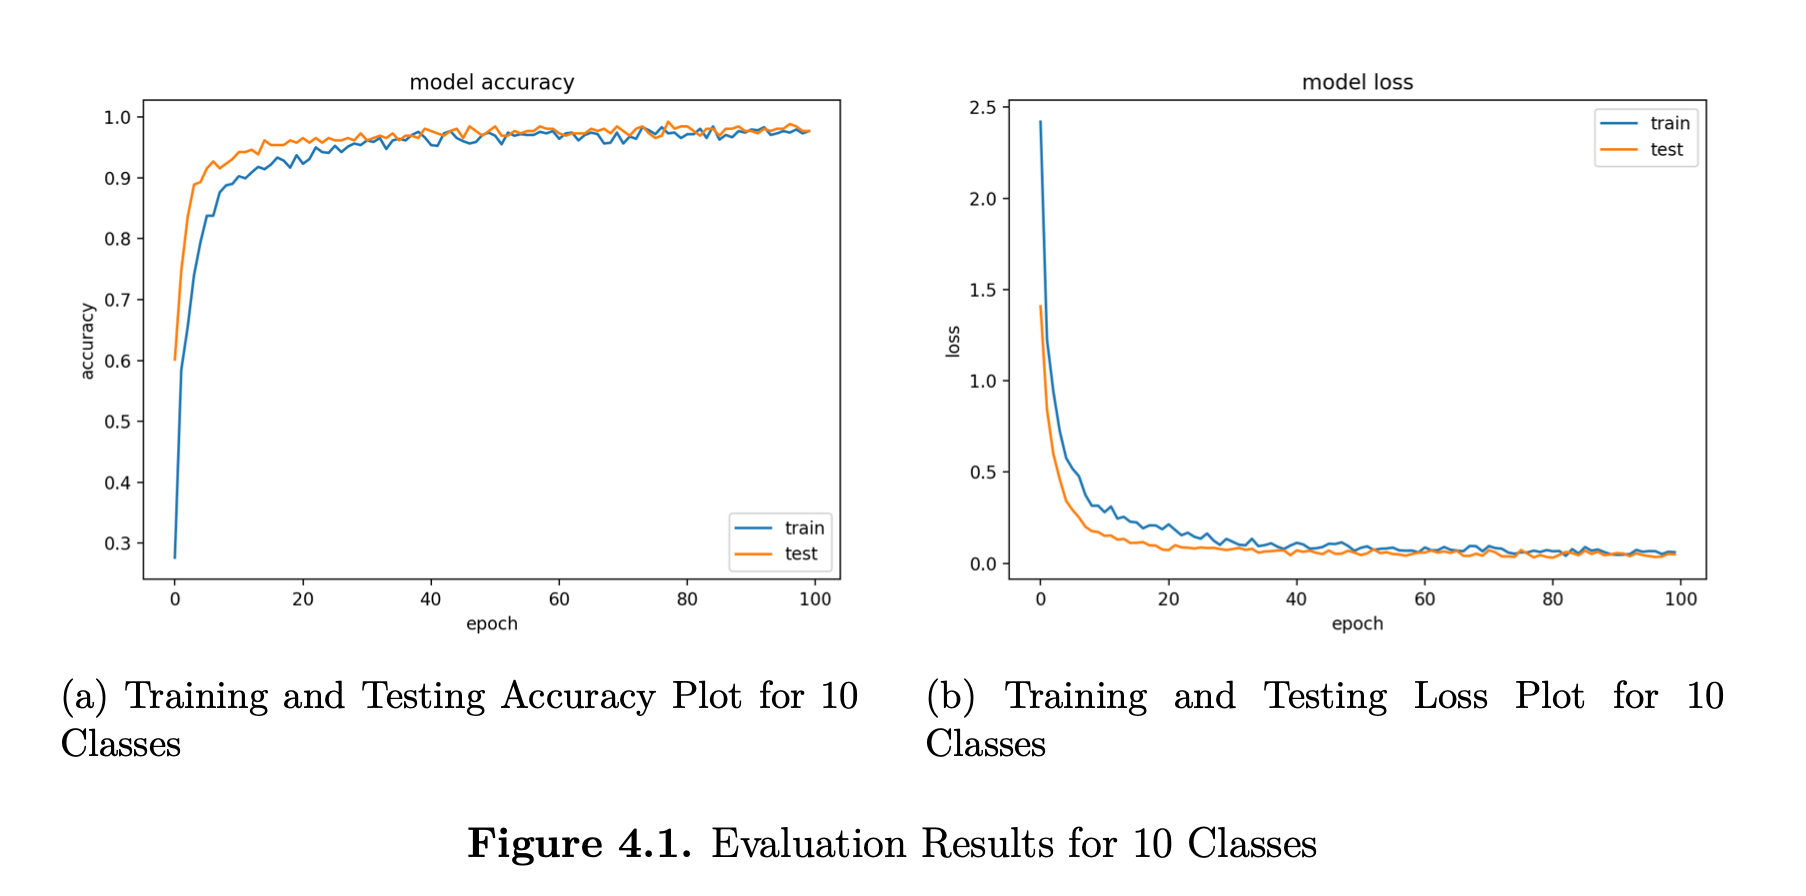 model accuracy
1.0
0.9
0.8
0.7
0.6
0.5
0.4
0.3
accuracy
0 20 40 60 80 100
epoch
train
test
(a) Training and Testing Accuracy Plot for 10
Classes
model loss
2.5
2.0
1.5
1.0
0.5
0.0
loss
0 20 40 60 80 100
epoch
train
test
(b) Training and Testing Loss Plot for 10
Classes
Figure 4.1. Evaluation Results for 10 Classes